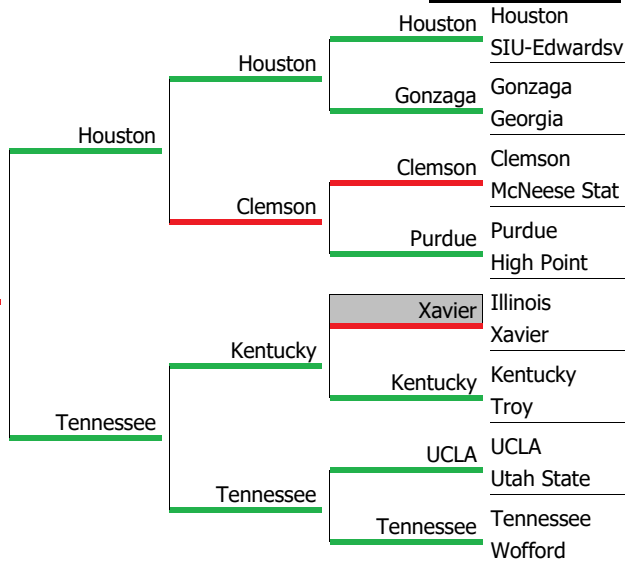 Houston
SIU-Edwardsv
Gonzaga
Georgia
Clemson
McNeese Stat
Purdue
High Point
Illinois
Xavier
Kentucky
Troy
UCLA
Utah State
Tennessee
Wofford
Houston
Gonzaga
Clemson
Purdue
Xavier
Kentucky
UCLA
Tennessee
Houston
Clemson
Kentucky
Tennessee
Houston
Tennessee